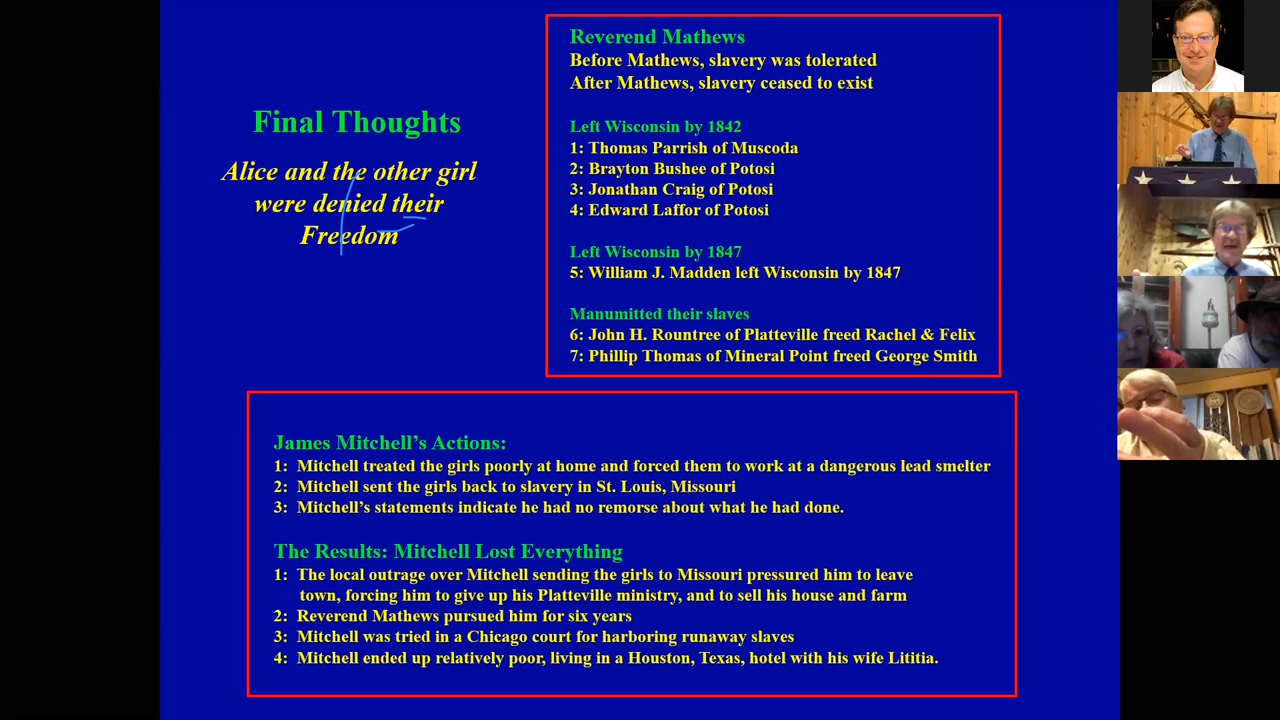 Final Thoughts
Alice and the other girl
were denied their
Freedom
Reverend Mathews
Before Mathews, slavery was tolerated
After Mathews, slavery ceased to exist
Left Wisconsin by 1842
1: Thomas Parrish of Muscoda
2: Brayton Bushee of Potosi
3: Jonathan Craig of Potosi
4: Edward Laffor of Potosi
Left Wisconsin by 1847
5: William J. Madden left Wisconsin by 1847
Manumitted their slaves
6: John H. Rountree of Platteville freed Rachel & Felix
7: Phillip Thomas of Mineral Point freed George Smith
James Mitchell’s Actions:
1: Mitchell treated the girls poorly at home and forced them to work at a dangerous lead smelter
2: Mitchell sent the girls back to slavery in St. Louis, Missouri
3: Mitchell’s statements indicate he had no remorse about what he had done.
The Results: Mitchell Lost Everything
1: The local outrage over Mitchell sending the girls to Missouri pressured him to leave
town, forcing him to give up his Platteville ministry, and to sell his house and farm
2: Reverend Mathews pursued him for six years
3: Mitchell was tried in a Chicago court for harboring runaway slaves
4: Mitchell ended up relatively poor, living in a Houston, Texas, hotel with his wife Lititia.